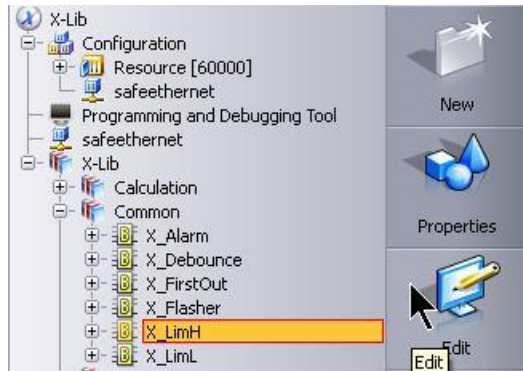 X-Lib
Configuration
Resource [60000]
safeethernet
Programming and Debugging Tool
safeethernet
X-Lib
Calculation
Common
X_Alarm
X_Debounce
X_FirstOut
X_Flasher
X_LimH
X_LimL
New
Properties
Edit
Edit